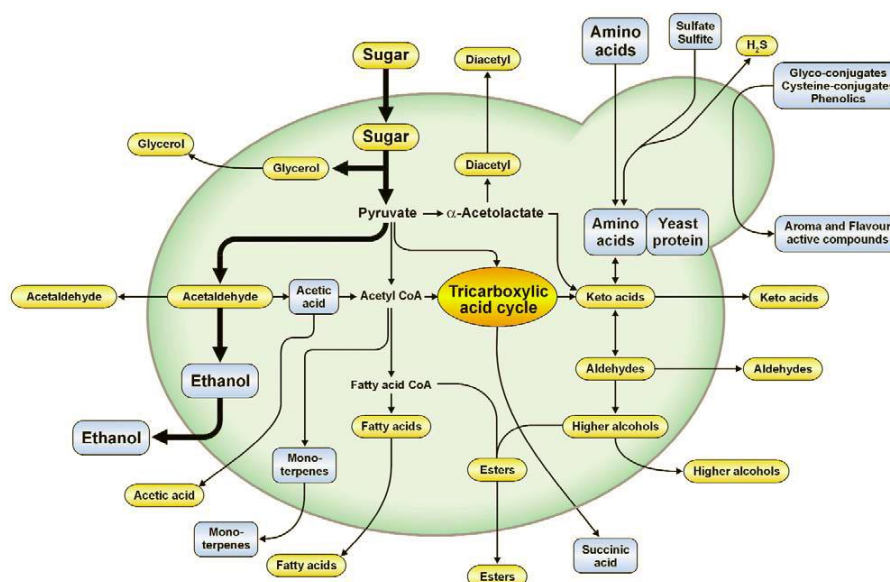 Sugar
Diacetyl
Amino
acids
Sulfate
Sulfite
H₂S
Glyco-conjugates
Cysteine-conjugates
Phenolics
Sugar
Glycerol
Glycerol
Diacetyl
Pyruvate
α-Acetolactate
Amino
acids
Yeast
protein
Aroma and Flavour
active compounds
Acetaldehyde
Acetaldehyde
Acetic
acid
Acetyl CoA
Tricarboxylic
acid cycle
Keto acids
Keto acids
Ethanol
Fatty acid CoA
Aldehydes
Aldehydes
Ethanol
Fatty acids
Higher alcohols
Mono-
terpenes
Esters
Higher alcohols
Acetic acid
Mono-
terpenes
Fatty acids
Esters
Succinic
acid